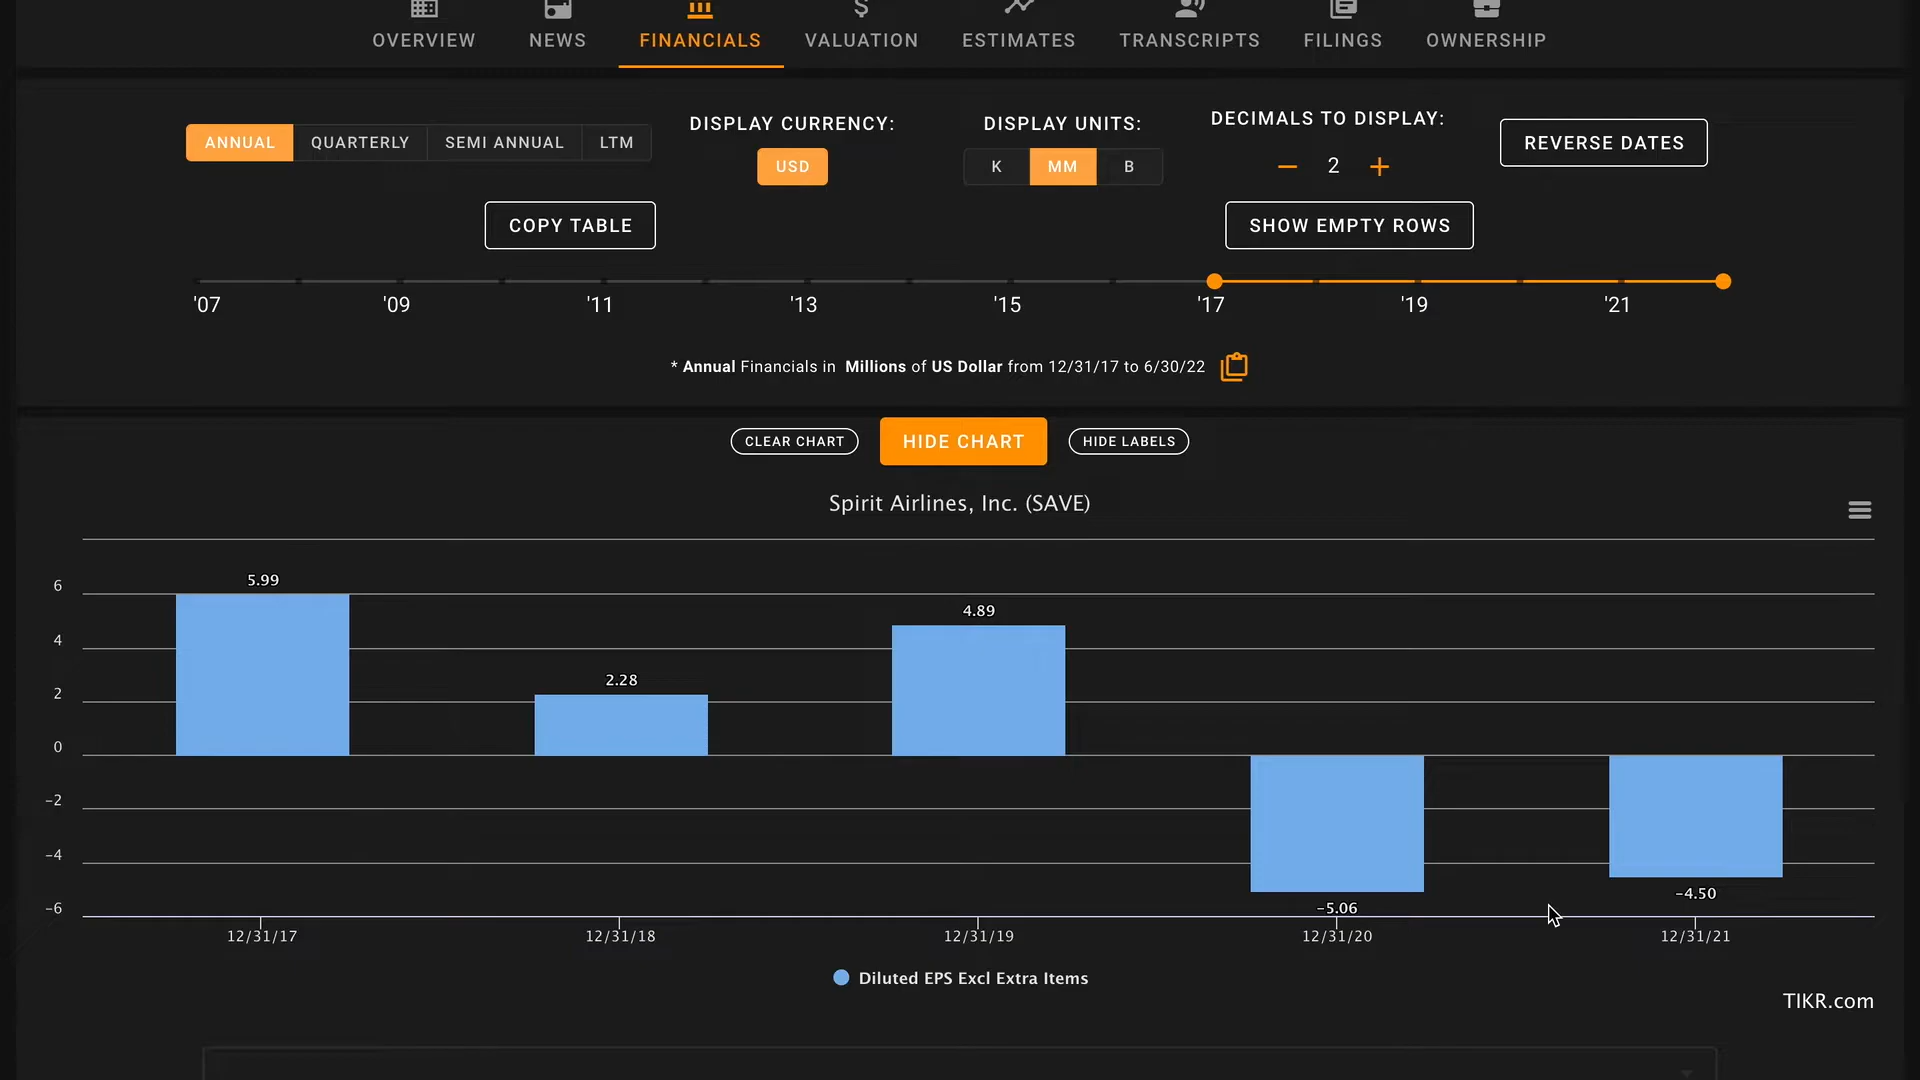 OVERVIEW NEWS FINANCIALS VALUATION ESTIMATES TRANSCRIPTS FILINGS OWNERSHIP
ANNUAL QUARTERLY SEMI ANNUAL LTM
DISPLAY CURRENCY:
USD
DISPLAY UNITS:
K MM B
DECIMALS TO DISPLAY:
− 2 +
REVERSE DATES
COPY TABLE
SHOW EMPTY ROWS
'07 '09 '11 '13 '15 '17 '19 '21
* Annual Financials in Millions of US Dollar from 12/31/17 to 6/30/22
CLEAR CHART HIDE CHART HIDE LABELS
Spirit Airlines, Inc. (SAVE)
6
4
2
0
−2
−4
−6
5.99
2.28
4.89
−5.06
−4.50
12/31/17 12/31/18 12/31/19 12/31/20 12/31/21
Diluted EPS Excl Extra Items
TIKR.com